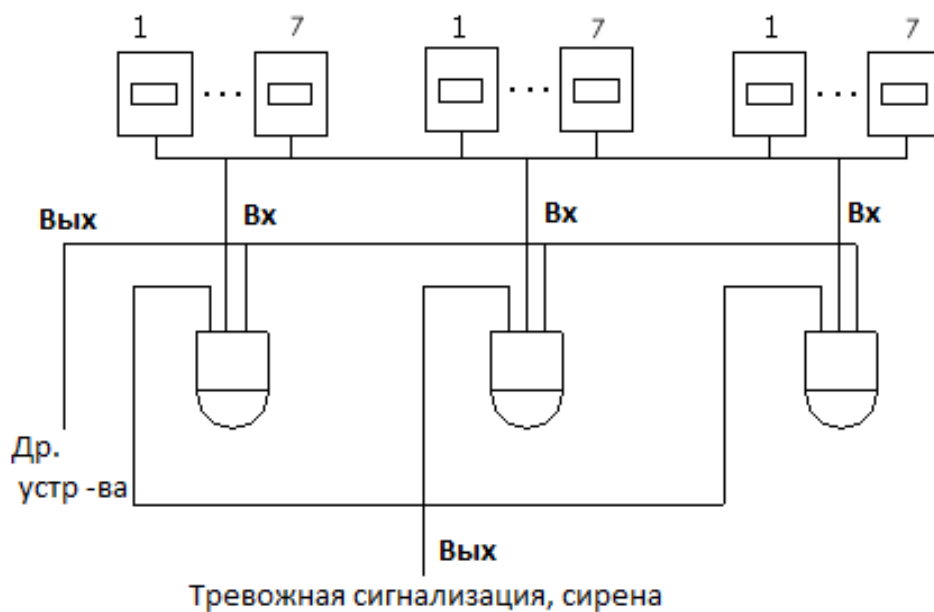 1 7 1 7 1 7
Вых Вх Вх Вх
Др.
устр -ва
Вых
Тревожная сигнализация, сирена